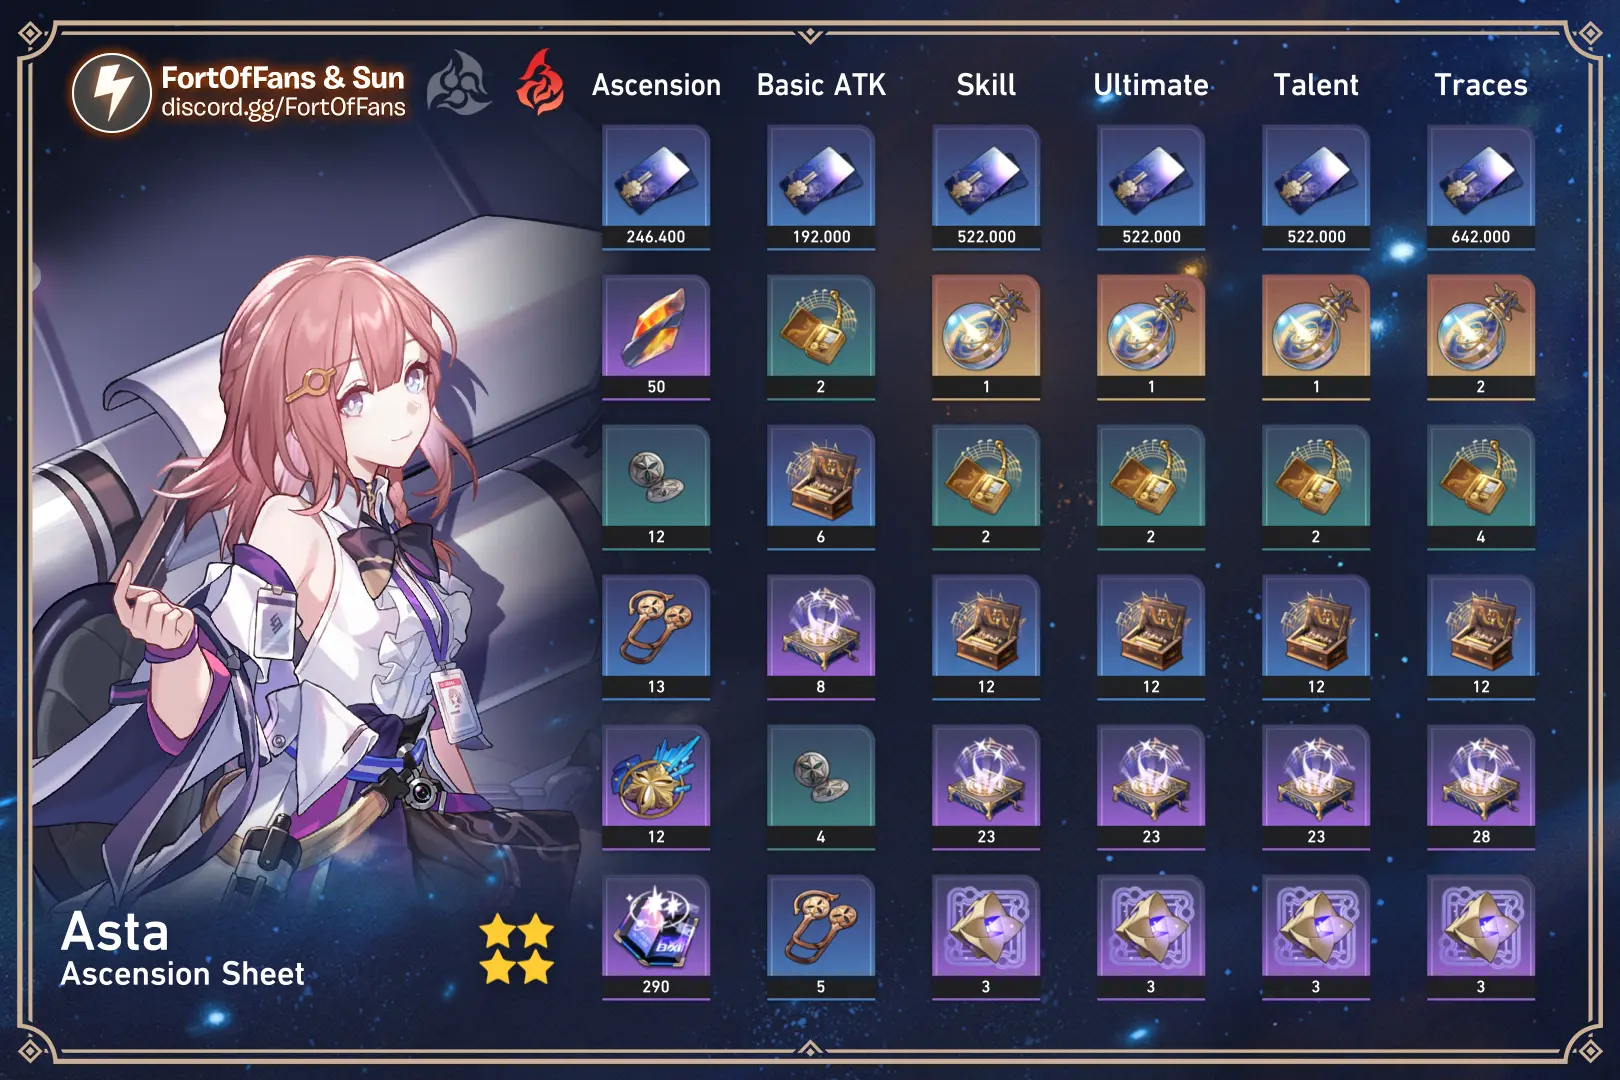 FortOfFans & Sun
discord.gg/FortOfFans
Ascension Basic ATK Skill Ultimate Talent Traces
246.400 192.000 522.000 522.000 522.000 642.000
50 2 1 1 1 2
12 6 2 2 2 4
13 8 12 12 12 12
12 4 23 23 23 28
290 5 3 3 3 3
Asta
Ascension Sheet